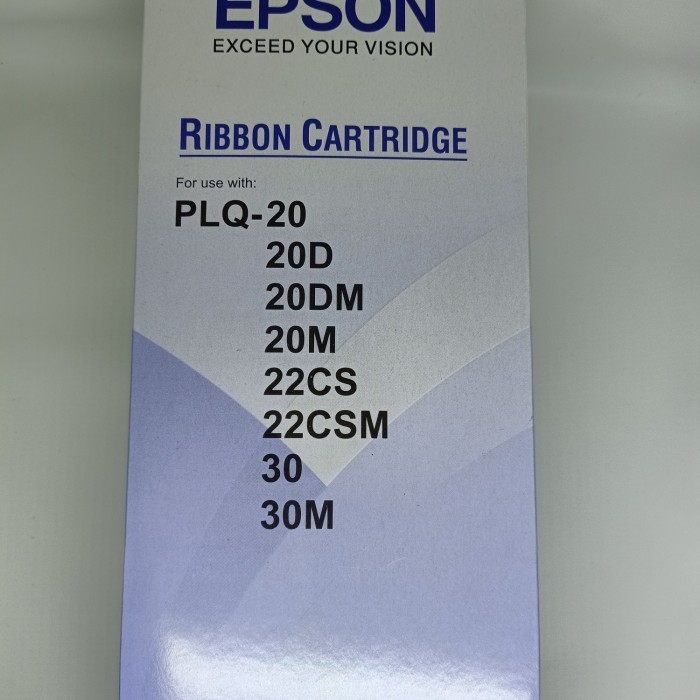 EPSON
EXCEED YOUR VISION
RIBBON CARTRIDGE
For use with:
PLQ-20
20D
20DM
20M
22CS
22CSM
30
30M